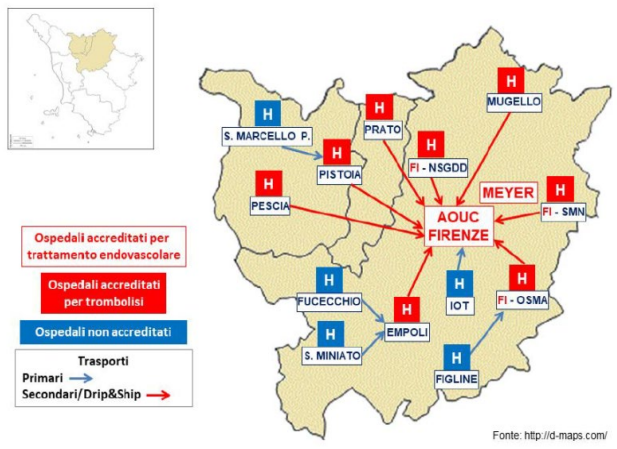 H
MUGELLO
H
S. MARCELLO P.
H
PRATO
H
PISTOIA
H
FI - NSGDD
H
PESCIA
MEYER
H
FI - SMN
AOUC
FIRENZE
Ospedali accreditati per
trattamento endovascolare
Ospedali accreditati
per trombolisi
Ospedali non accreditati
Trasporti
Primari
Secondari/Drip&Ship
H
FUCECCHIO
H
EMPOLI
H
S. MINIATO
H
IOT
H
FI - OSMA
H
FIGLINE
Fonte: http://d-maps.com/